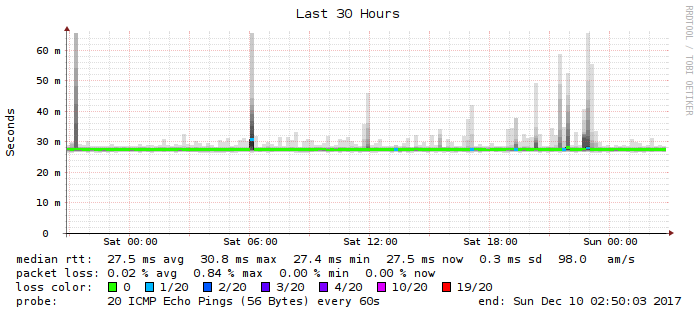 Last 30 Hours
RRDTOOL / TOBI OETIKER
Seconds
60 m
50 m
40 m
30 m
20 m
10 m
0
Sat 00:00 Sat 06:00 Sat 12:00 Sat 18:00 Sun 00:00
median rtt: 27.5 ms avg 30.8 ms max 27.4 ms min 27.5 ms now 0.3 ms sd 98.0 am/s
packet loss: 0.02 % avg 0.84 % max 0.00 % min 0.00 % now
loss color: 0 1/20 2/20 3/20 4/20 10/20 19/20
probe: 20 ICMP Echo Pings (56 Bytes) every 60s end: Sun Dec 10 02:50:03 2017